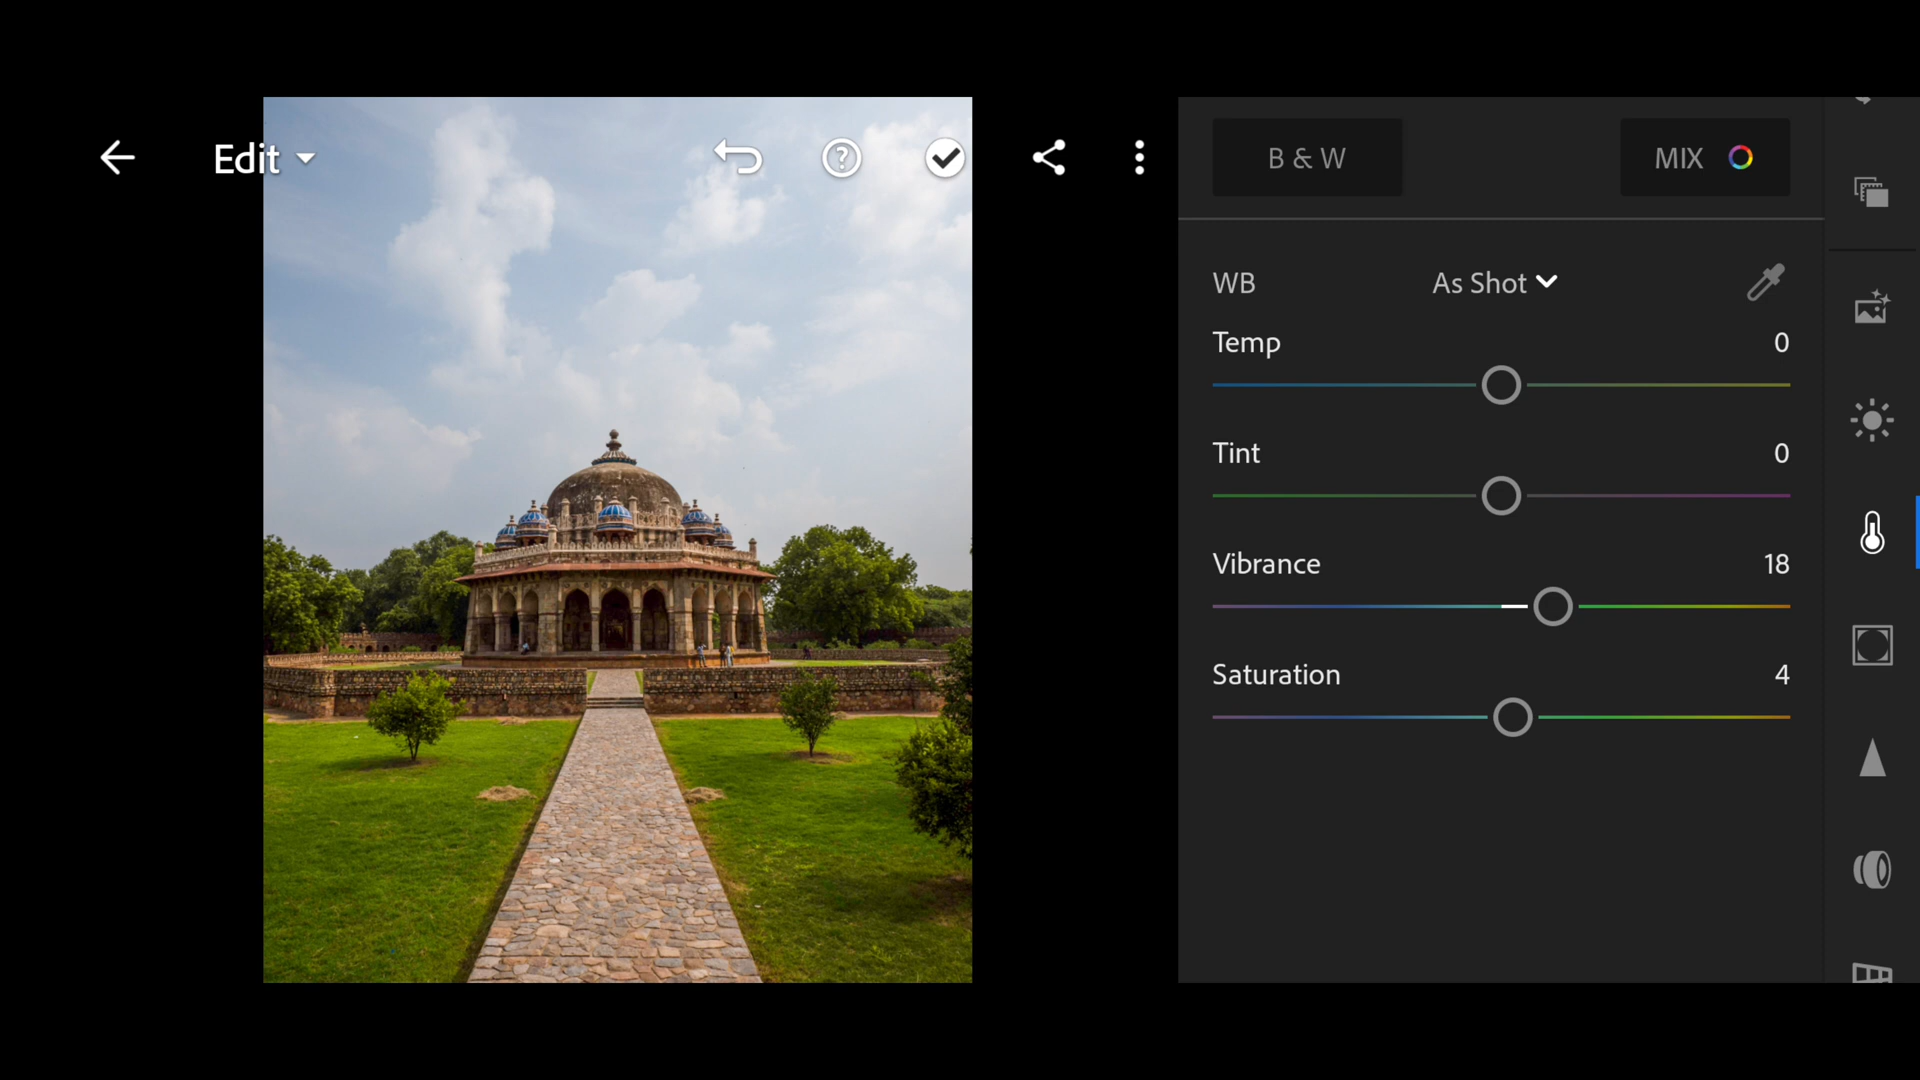 Edit
B & W
MIX
WB
As Shot
Temp
0
Tint
0
Vibrance
18
Saturation
4